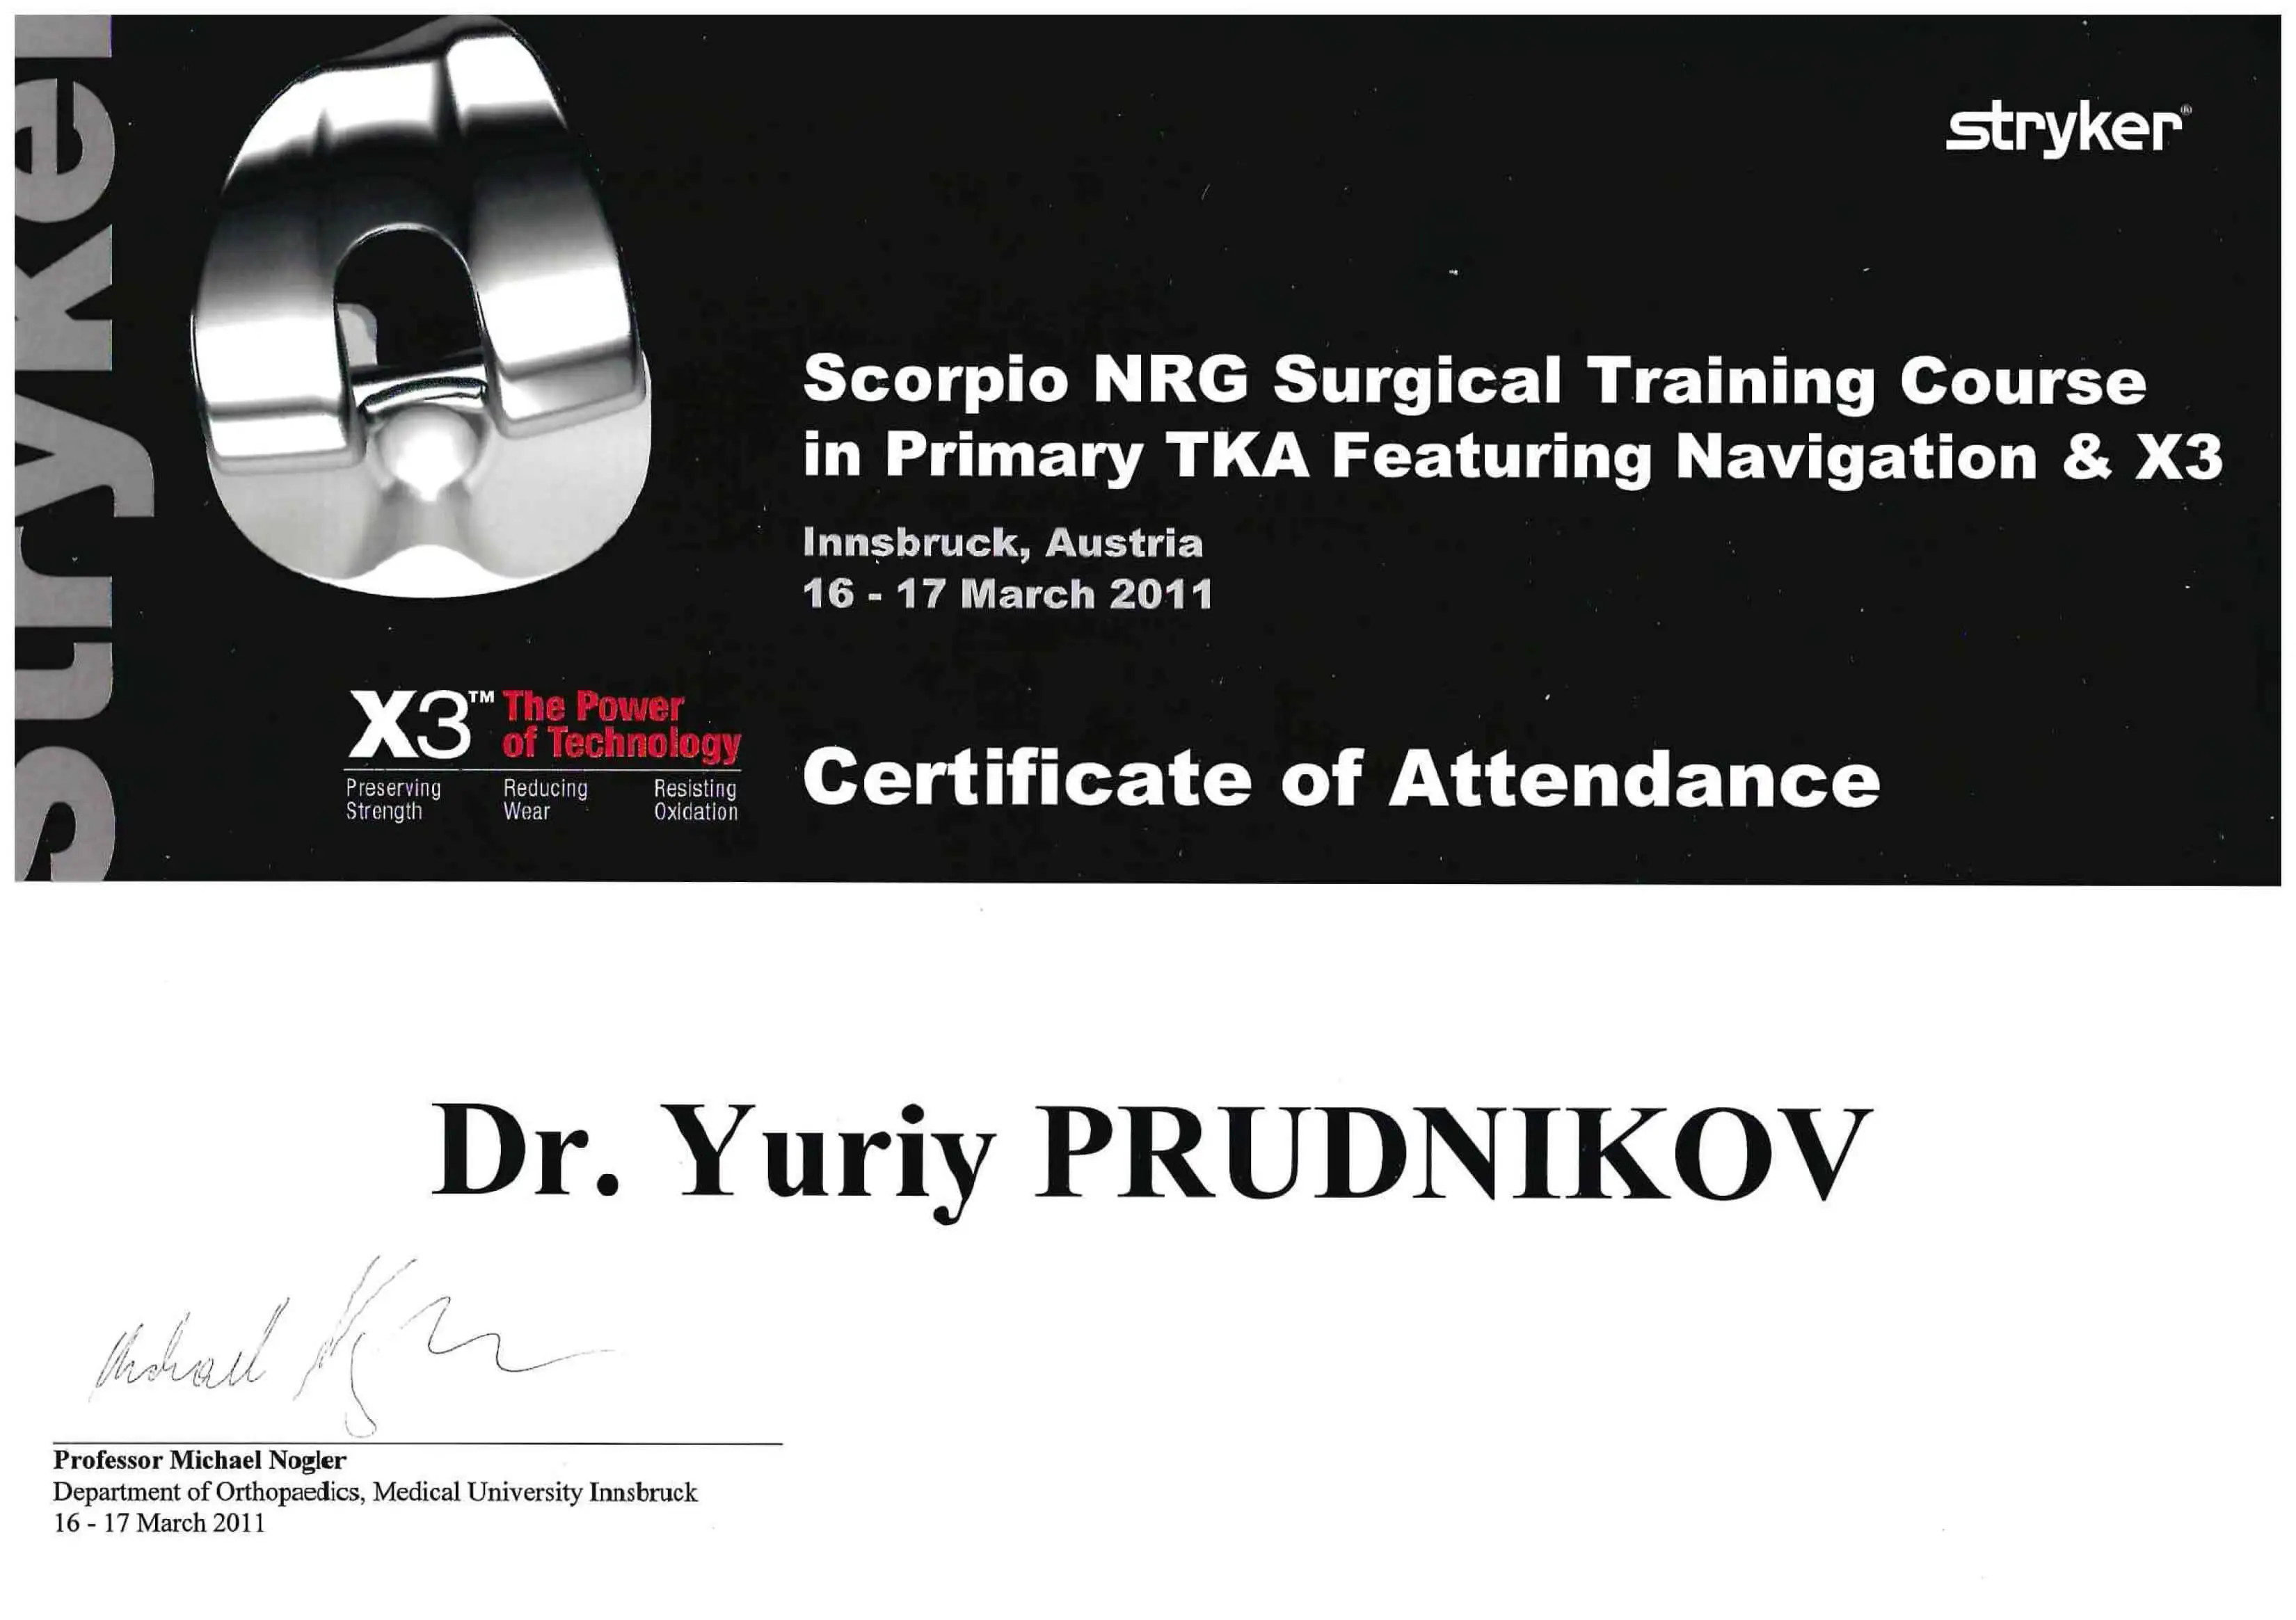 stryker
stryker®
Scorpio NRG Surgical Training Course
in Primary TKA Featuring Navigation & X3
Innsbruck, Austria
16 - 17 March 2011
X3™ The Power
of Technology
Preserving Reducing Resisting
Strength Wear Oxidation
Certificate of Attendance
Dr. Yuriy PRUDNIKOV
Michael Nogler
Professor Michael Nogler
Department of Orthopaedics, Medical University Innsbruck
16 - 17 March 2011